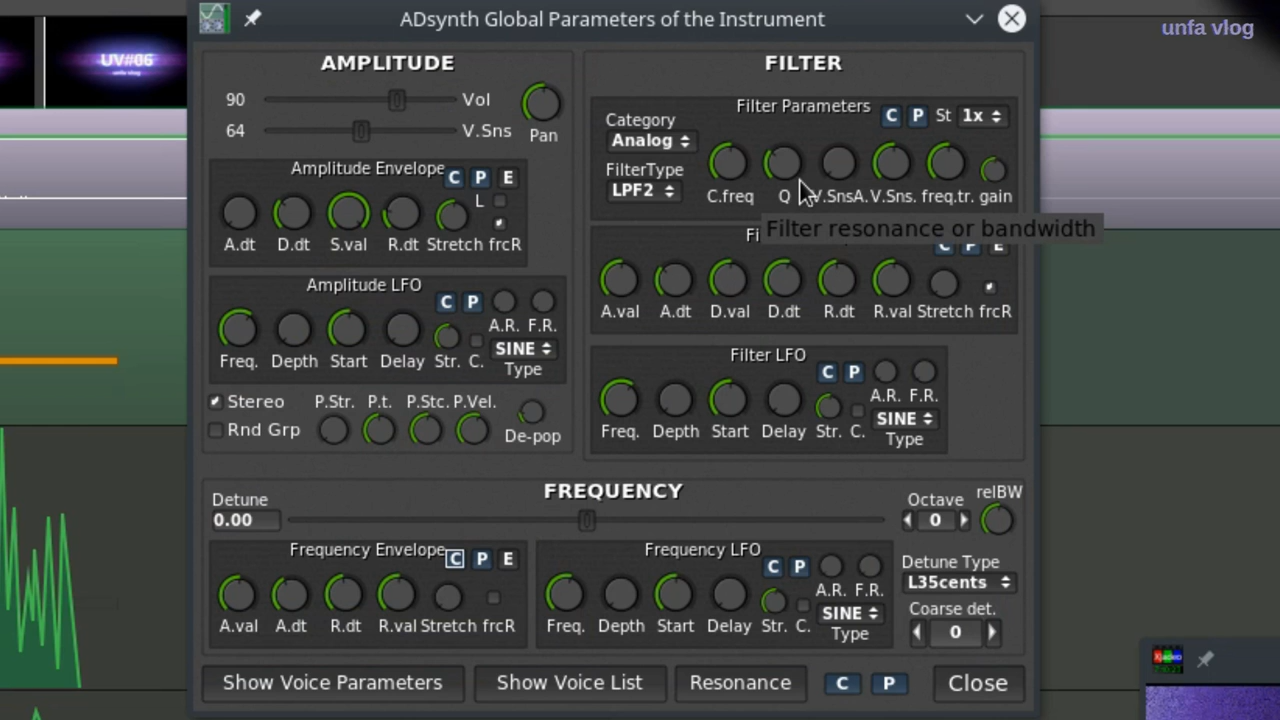 ADsynth Global Parameters of the Instrument
unfa vlog
UV#06
AMPLITUDE
90 Vol
64 V.Sns
Pan
Amplitude Envelope C P E
L
A.dt D.dt S.val R.dt Stretch frcR
Amplitude LFO
C P A.R. F.R.
SINE
Freq. Depth Start Delay Str. C. Type
Stereo P.Str. P.t. P.Stc. P.Vel.
Rnd Grp De-pop
FILTER
Filter Parameters C P St 1x
Category
Analog
FilterType
LPF2
C.freq Q V.SnsA. V.Sns. freq.tr. gain
Filter resonance or bandwidth
Fi C P E
A.val A.dt D.val D.dt R.dt R.val Stretch frcR
Filter LFO
C P A.R. F.R.
SINE
Freq. Depth Start Delay Str. C. Type
FREQUENCY
Detune
0.00
Octave relBW
0
Frequency Envelope C P E
A.val A.dt R.dt R.val Stretch frcR
Frequency LFO
C P A.R. F.R.
SINE
Freq. Depth Start Delay Str. C. Type
Detune Type
L35cents
Coarse det.
0
Show Voice Parameters Show Voice List Resonance C P Close